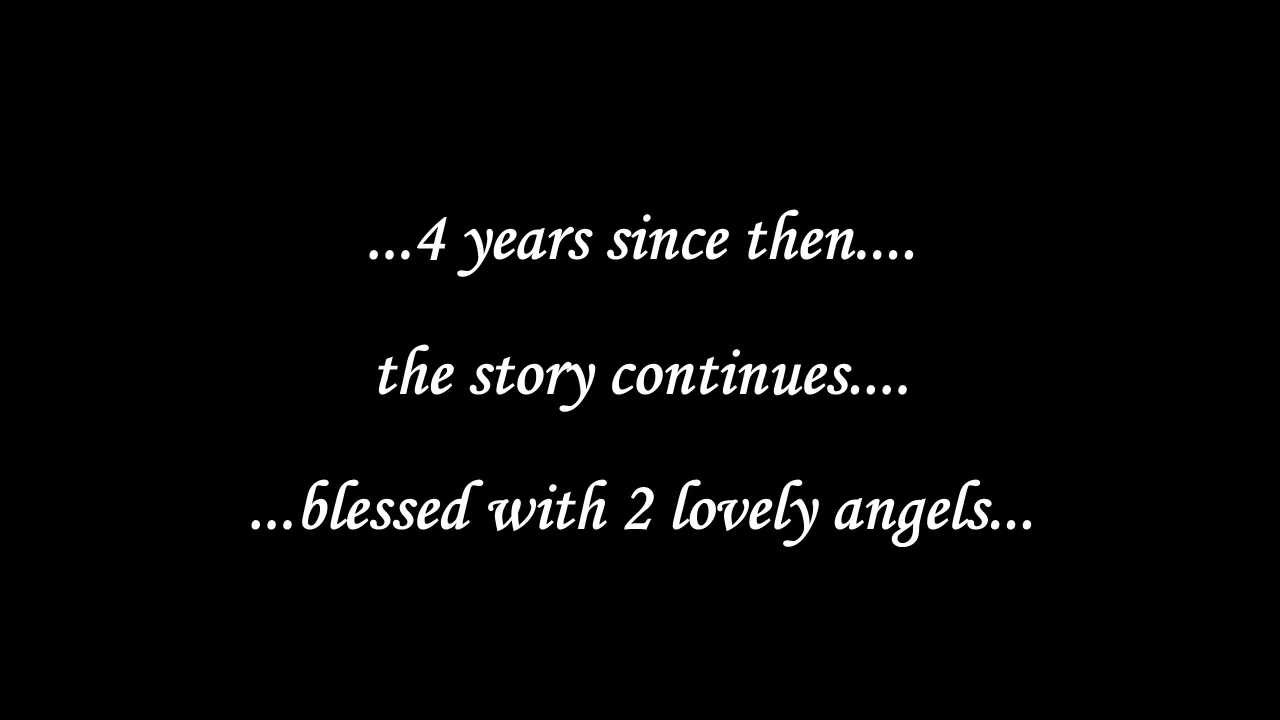 ...4 years since then....
the story continues....
...blessed with 2 lovely angels...